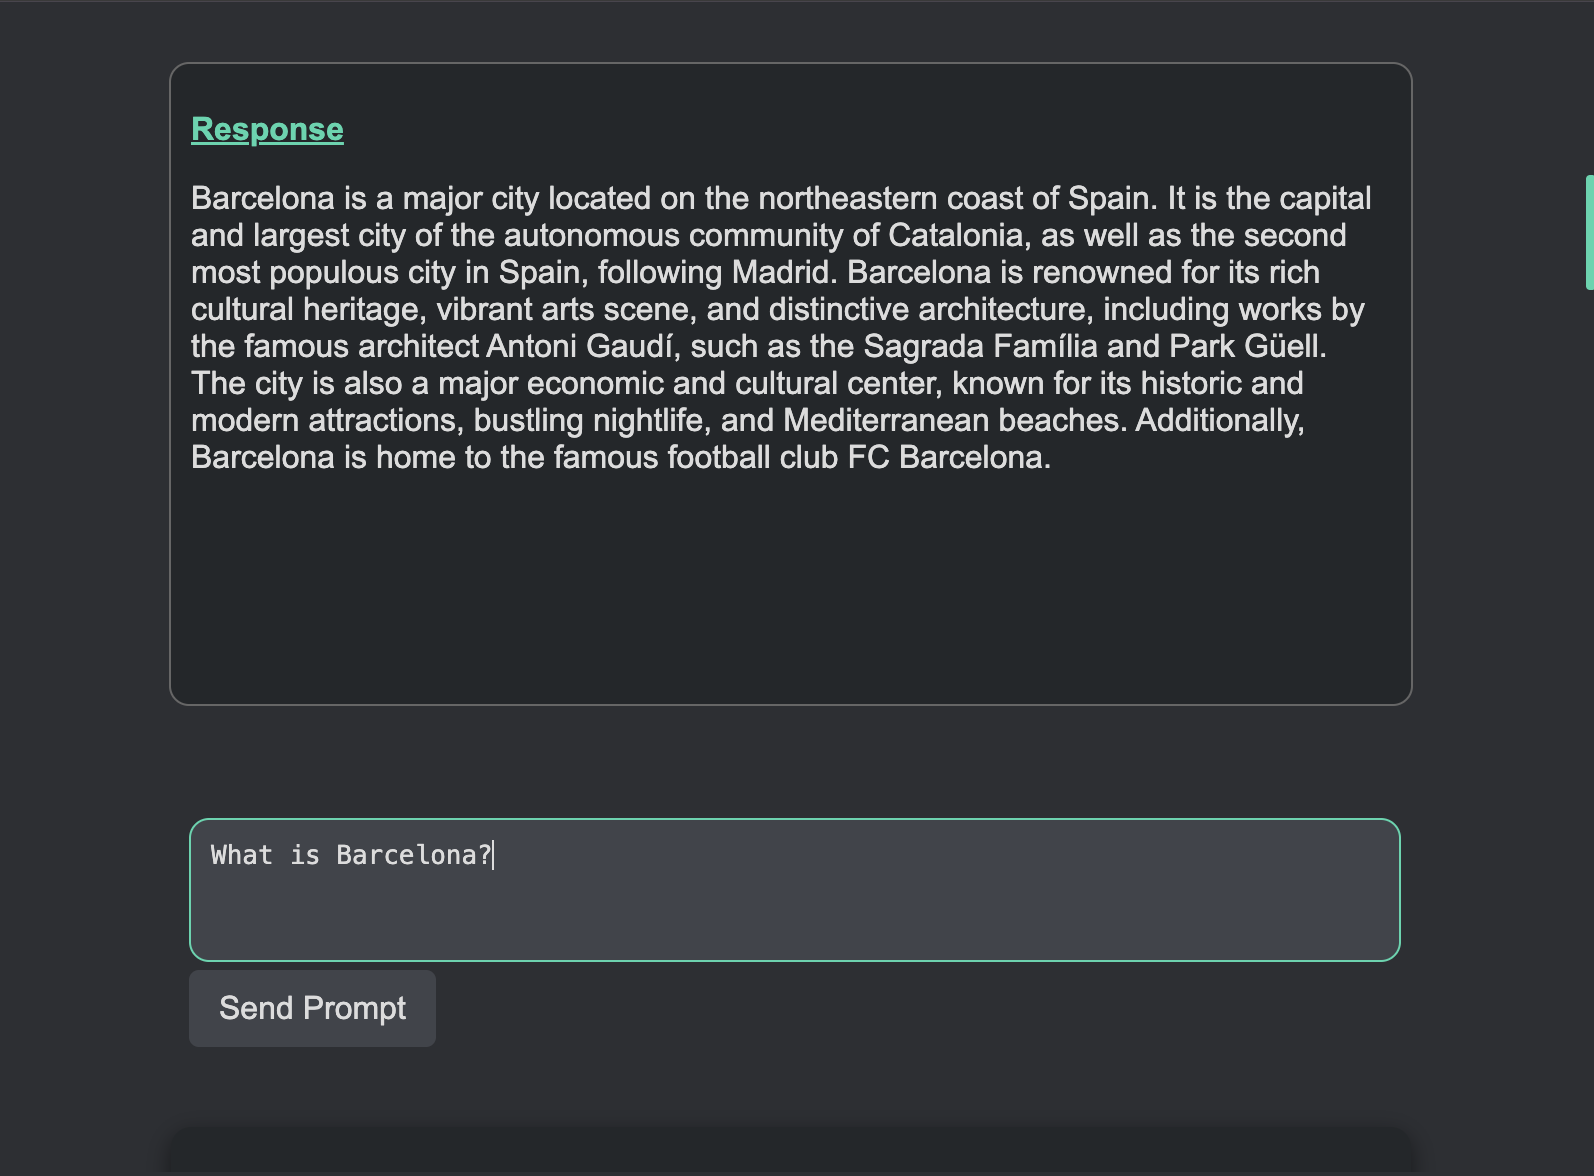 Response
Barcelona is a major city located on the northeastern coast of Spain. It is the capital
and largest city of the autonomous community of Catalonia, as well as the second
most populous city in Spain, following Madrid. Barcelona is renowned for its rich
cultural heritage, vibrant arts scene, and distinctive architecture, including works by
the famous architect Antoni Gaudí, such as the Sagrada Família and Park Güell.
The city is also a major economic and cultural center, known for its historic and
modern attractions, bustling nightlife, and Mediterranean beaches. Additionally,
Barcelona is home to the famous football club FC Barcelona.
What is Barcelona?
Send Prompt